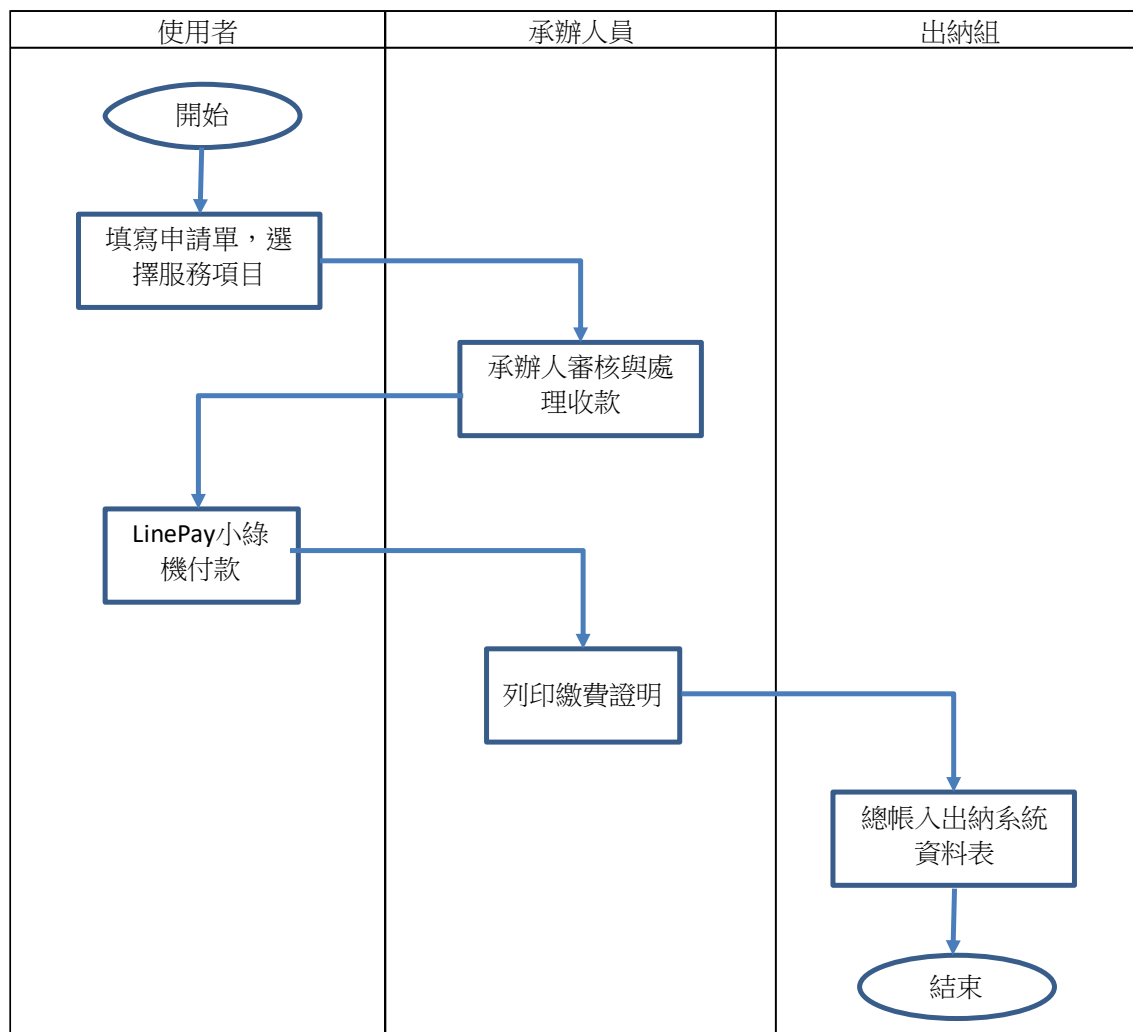 使用者
承辦人員
出納組
開始
填寫申請單，選
擇服務項目
承辦人審核與處
理收款
LinePay小綠
機付款
列印繳費證明
總帳入出納系統
資料表
結束